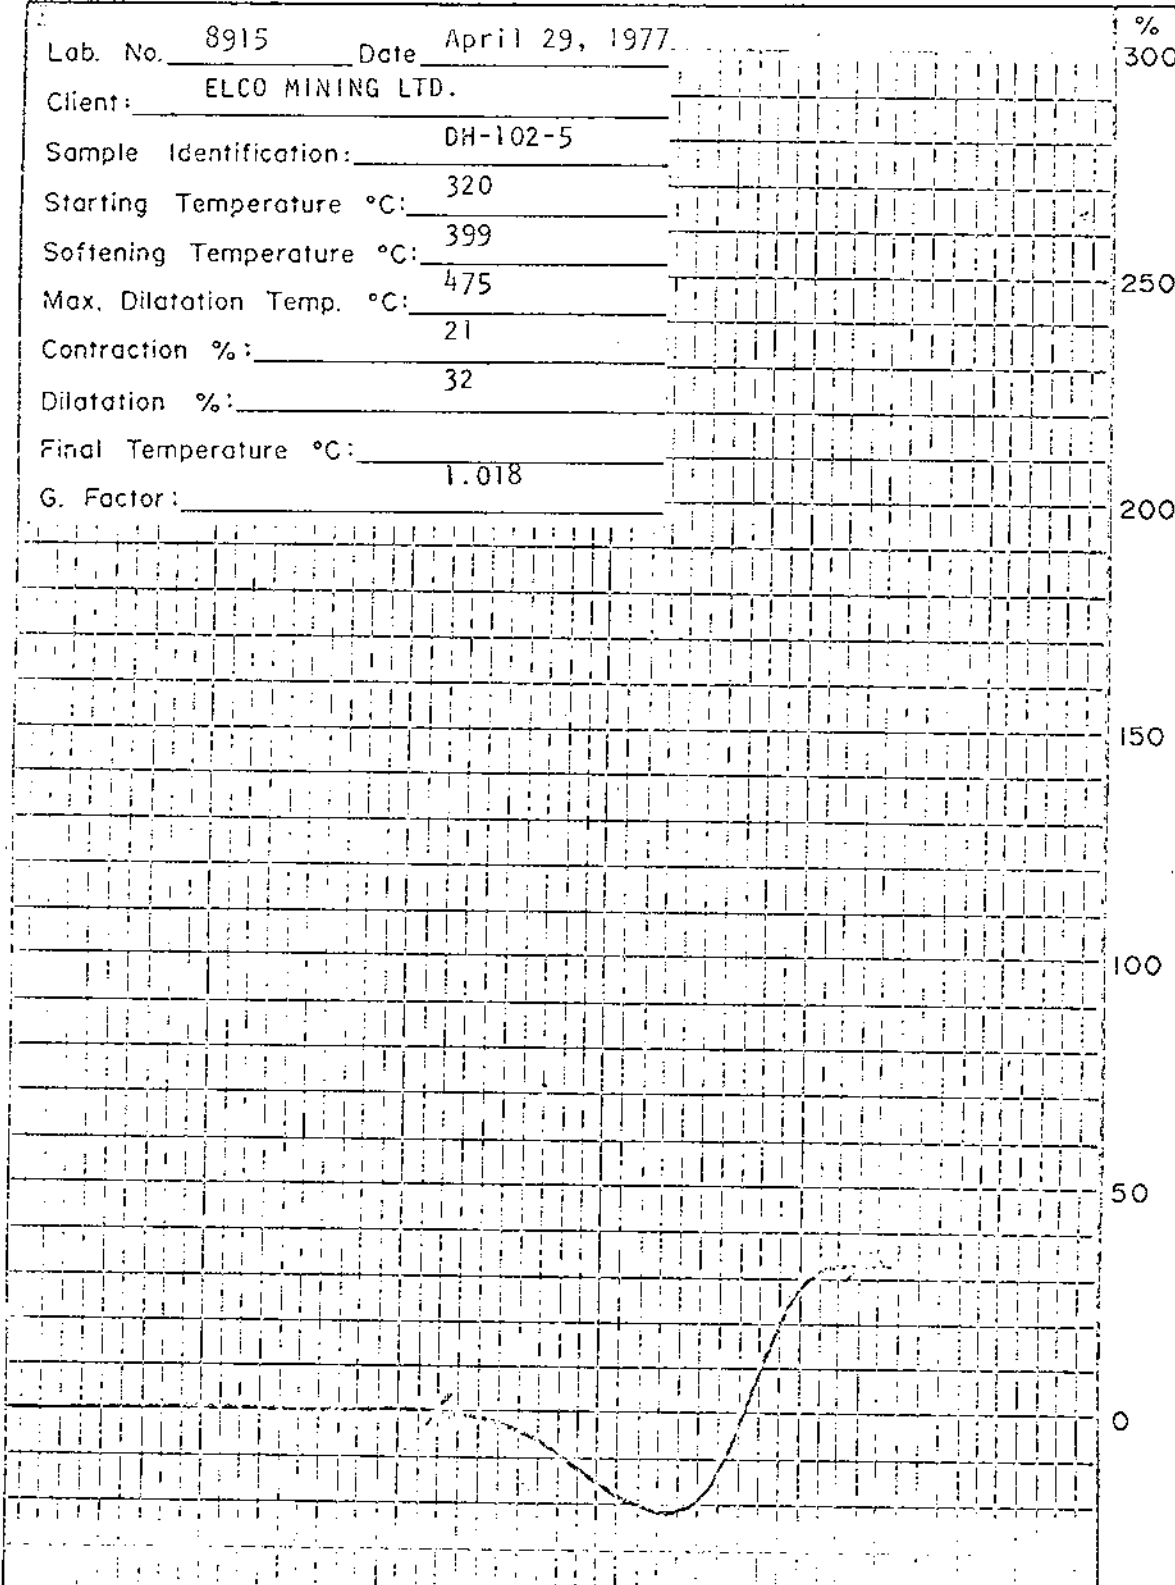 Lab. No. 8915 Date April 29, 1977
Client: ELCO MINING LTD.
Sample Identification: DH-102-5
Starting Temperature °C: 320
Softening Temperature °C: 399
Max. Dilatation Temp. °C: 475
Contraction %: 21
Dilatation %: 32
Final Temperature °C:
G. Factor: 1.018
%
300
250
200
150
100
50
0